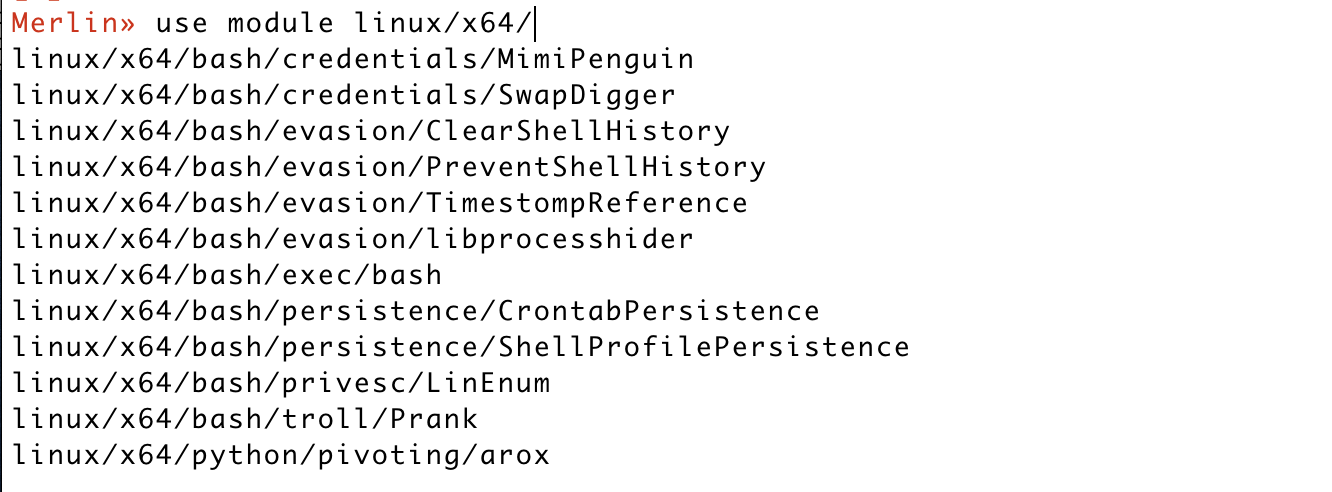 Merlin» use module linux/x64/
linux/x64/bash/credentials/MimiPenguin
linux/x64/bash/credentials/SwapDigger
linux/x64/bash/evasion/ClearShellHistory
linux/x64/bash/evasion/PreventShellHistory
linux/x64/bash/evasion/TimestompReference
linux/x64/bash/evasion/libprocesshider
linux/x64/bash/exec/bash
linux/x64/bash/persistence/CrontabPersistence
linux/x64/bash/persistence/ShellProfilePersistence
linux/x64/bash/privesc/LinEnum
linux/x64/bash/troll/Prank
linux/x64/python/pivoting/arox